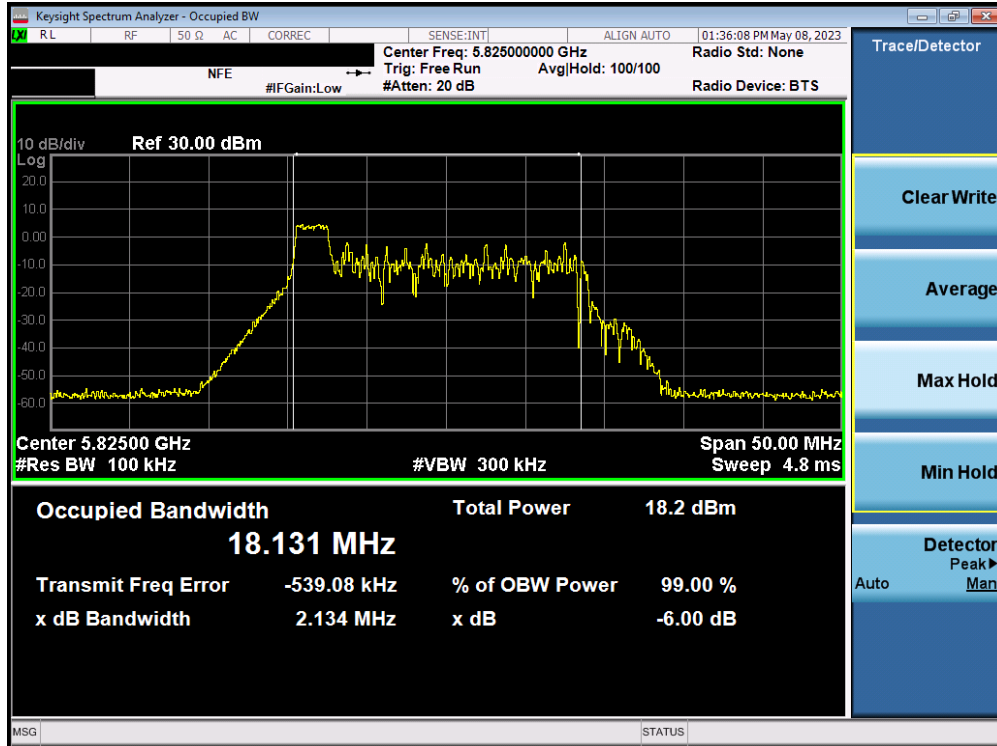 Keysight Spectrum Analyzer - Occupied BW
LXI RL RF 50 Ω AC CORREC SENSE:INT ALIGN AUTO 01:36:08 PM May 08, 2023
Center Freq: 5.825000000 GHz Radio Std: None
NFE Trig: Free Run Avg|Hold: 100/100
#IFGain:Low #Atten: 20 dB Radio Device: BTS
10 dB/div Ref 30.00 dBm
Log
20.0
10.0
0.00
-10.0
-20.0
-30.0
-40.0
-50.0
-60.0
Center 5.82500 GHz Span 50.00 MHz
#Res BW 100 kHz #VBW 300 kHz Sweep 4.8 ms
Occupied Bandwidth Total Power 18.2 dBm
18.131 MHz
Transmit Freq Error -539.08 kHz % of OBW Power 99.00 %
x dB Bandwidth 2.134 MHz x dB -6.00 dB
MSG STATUS
Trace/Detector
Clear Write
Average
Max Hold
Min Hold
Detector
Peak
Auto Man